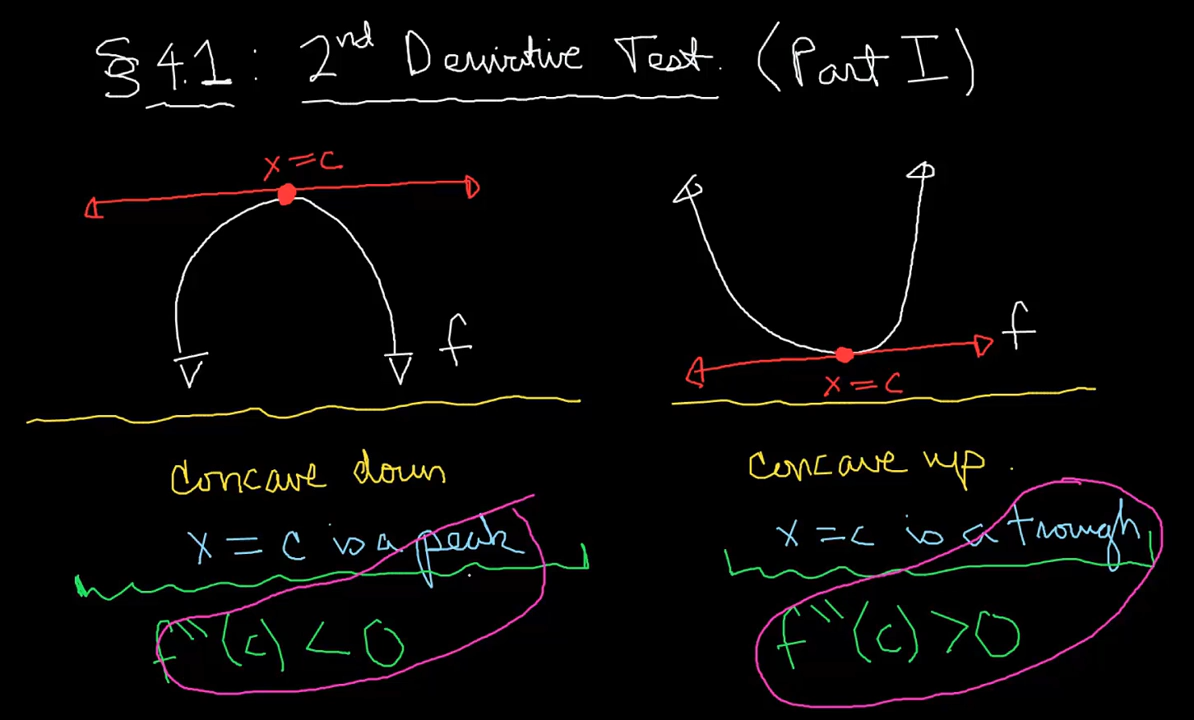 § 4.1 : 2nd Derivative Test. (Part I)
x = c
f
concave down
x = c is a peak
f''(c) < 0
f
x = c
concave up.
x = c is a trough
f''(c) > 0